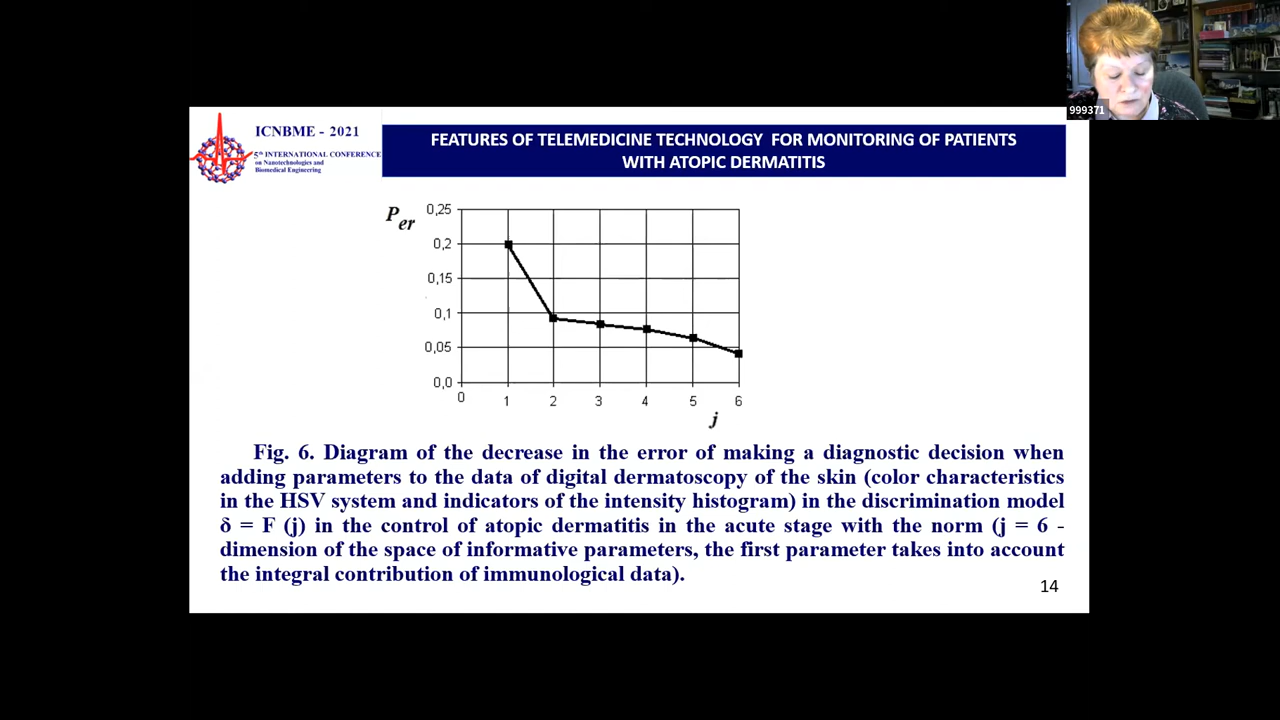 999371
ICNBME - 2021
5th INTERNATIONAL CONFERENCE
on Nanotechnologies and
Biomedical Engineering
FEATURES OF TELEMEDICINE TECHNOLOGY FOR MONITORING OF PATIENTS
WITH ATOPIC DERMATITIS
P er
0,25
0,2
0,15
0,1
0,05
0,0
0 1 2 3 4 5 6
j
Fig. 6. Diagram of the decrease in the error of making a diagnostic decision when
adding parameters to the data of digital dermatoscopy of the skin (color characteristics
in the HSV system and indicators of the intensity histogram) in the discrimination model
δ = F (j) in the control of atopic dermatitis in the acute stage with the norm (j = 6 -
dimension of the space of informative parameters, the first parameter takes into account
the integral contribution of immunological data).
14